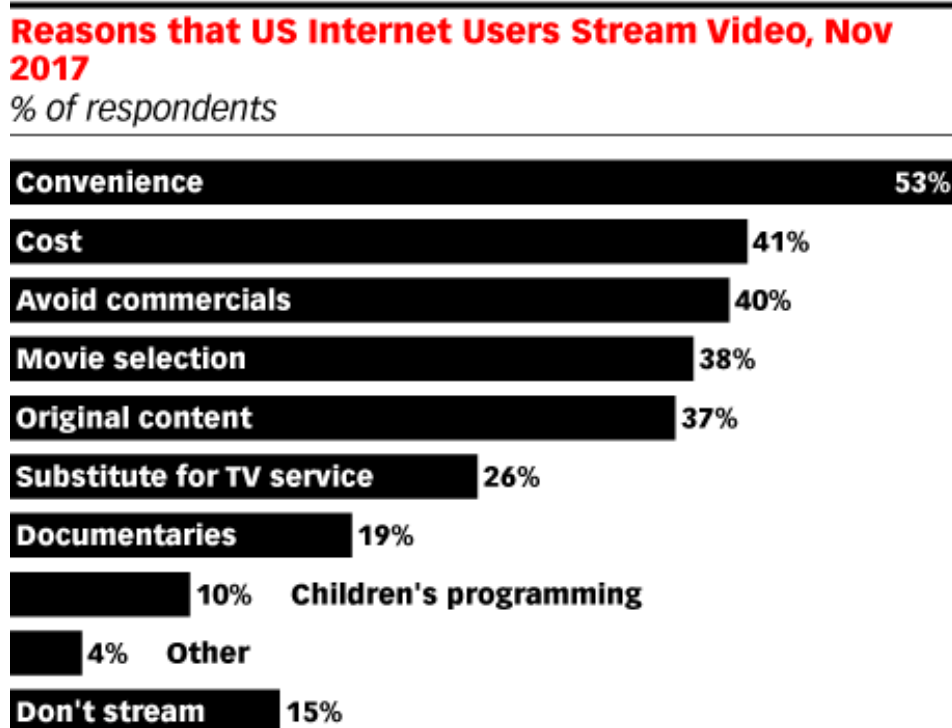 Reasons that US Internet Users Stream Video, Nov
2017
% of respondents
Convenience 53%
Cost 41%
Avoid commercials 40%
Movie selection 38%
Original content 37%
Substitute for TV service 26%
Documentaries 19%
10% Children's programming
4% Other
Don't stream 15%